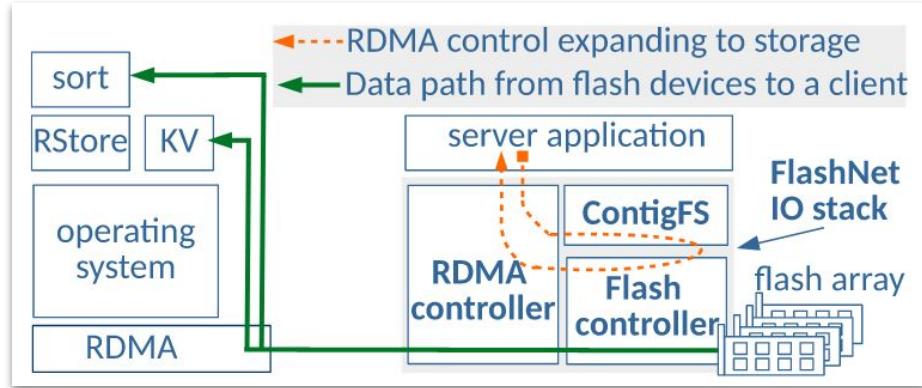 RDMA control expanding to storage
Data path from flash devices to a client
sort
RStore
KV
operating
system
RDMA
server application
RDMA
controller
ContigFS
Flash
controller
FlashNet
IO stack
flash array